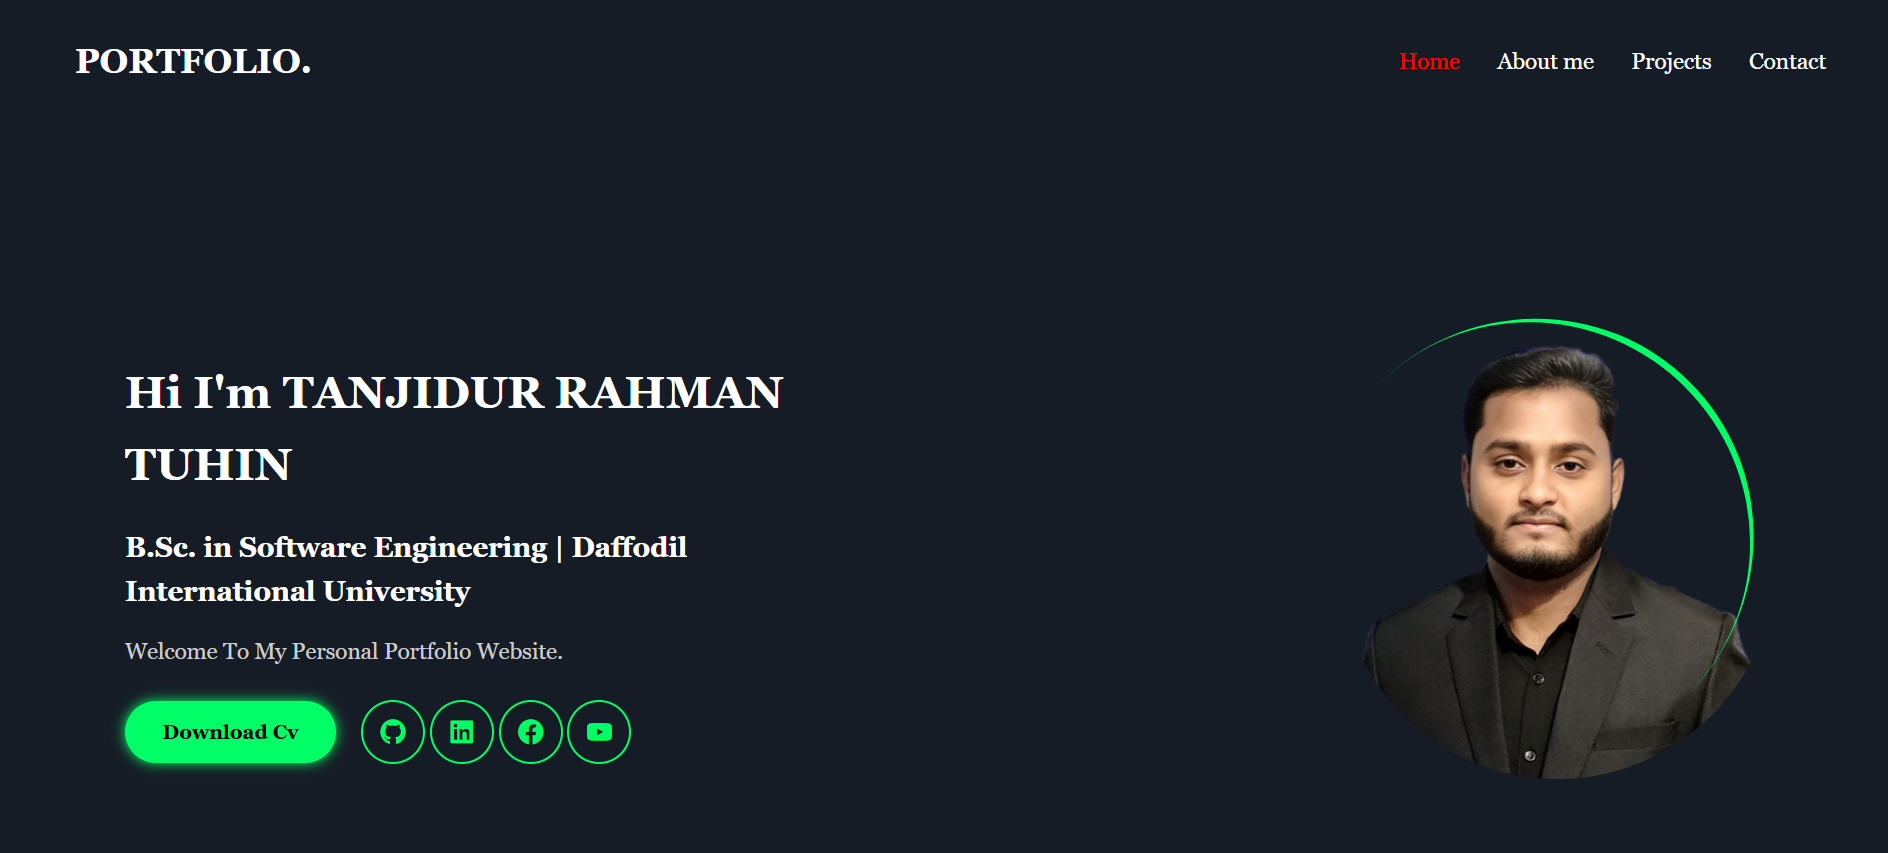 PORTFOLIO.
Home About me Projects Contact
Hi I'm TANJIDUR RAHMAN
TUHIN
B.Sc. in Software Engineering | Daffodil
International University
Welcome To My Personal Portfolio Website.
Download Cv
in